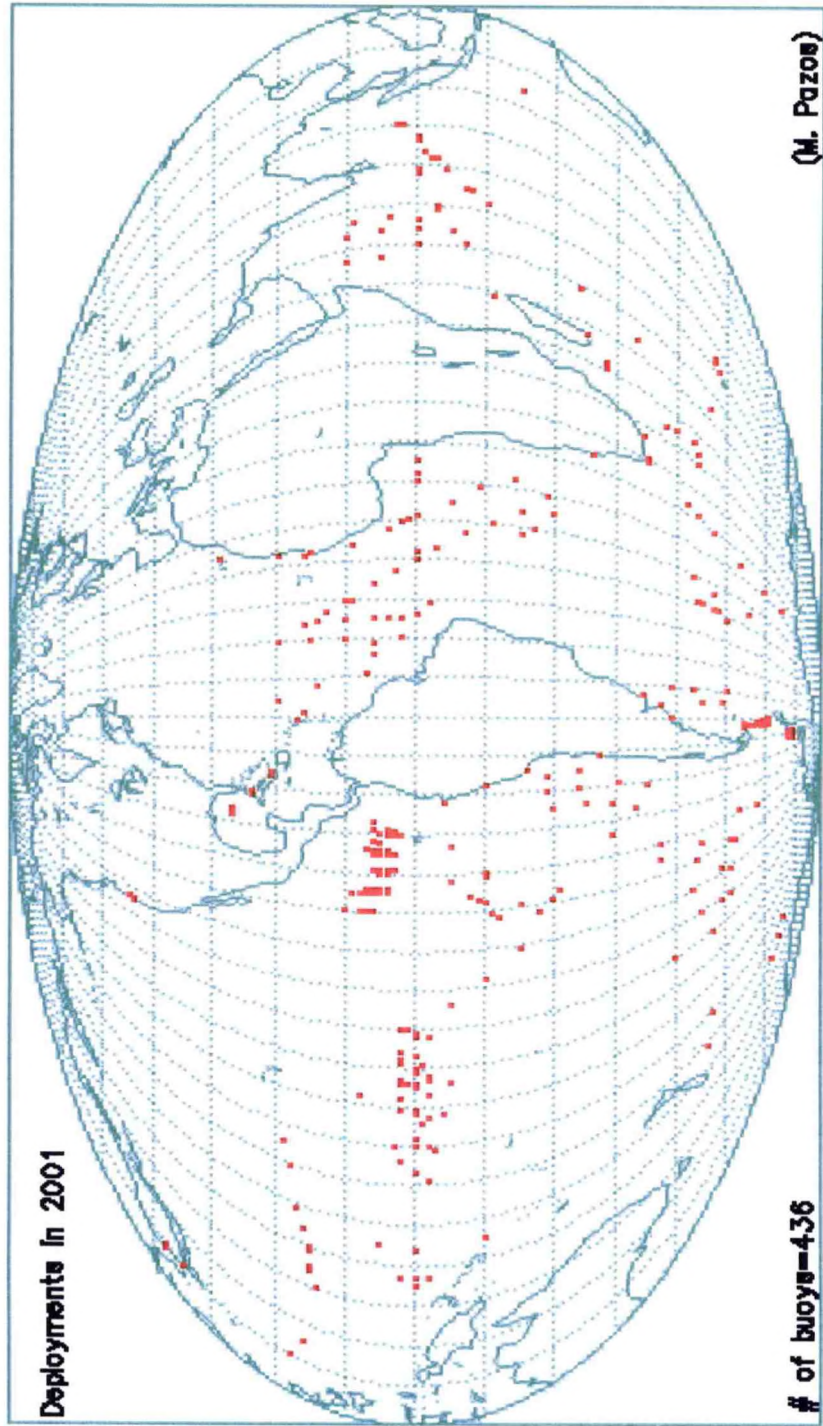 Deployments in 2001
# of buoys=436
(M. Pazos)